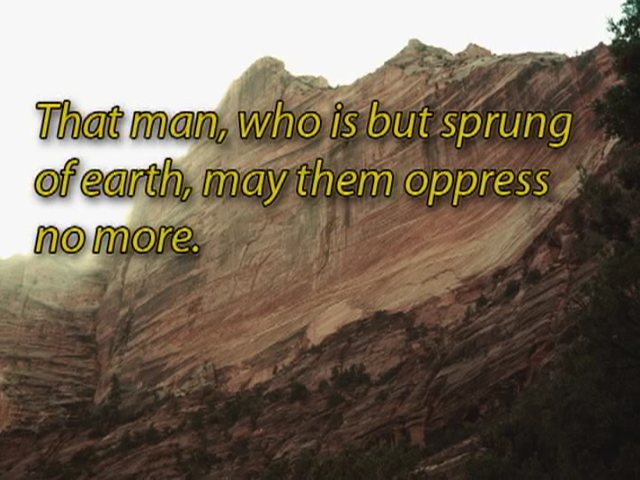 That man, who is but sprung
of earth, may them oppress
no more.